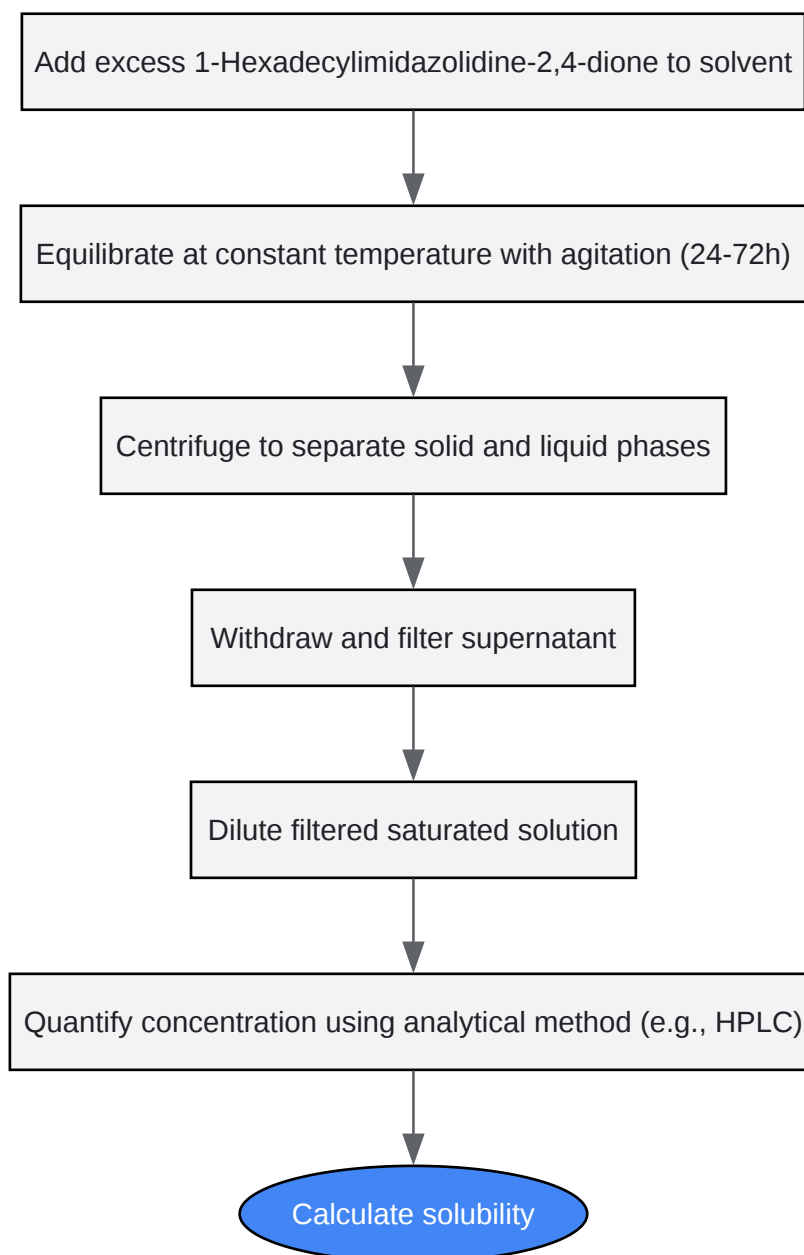 Add excess 1-Hexadecylimidazolidine-2,4-dione to solvent
Equilibrate at constant temperature with agitation (24-72h)
Centrifuge to separate solid and liquid phases
Withdraw and filter supernatant
Dilute filtered saturated solution
Quantify concentration using analytical method (e.g., HPLC)
Calculate solubility